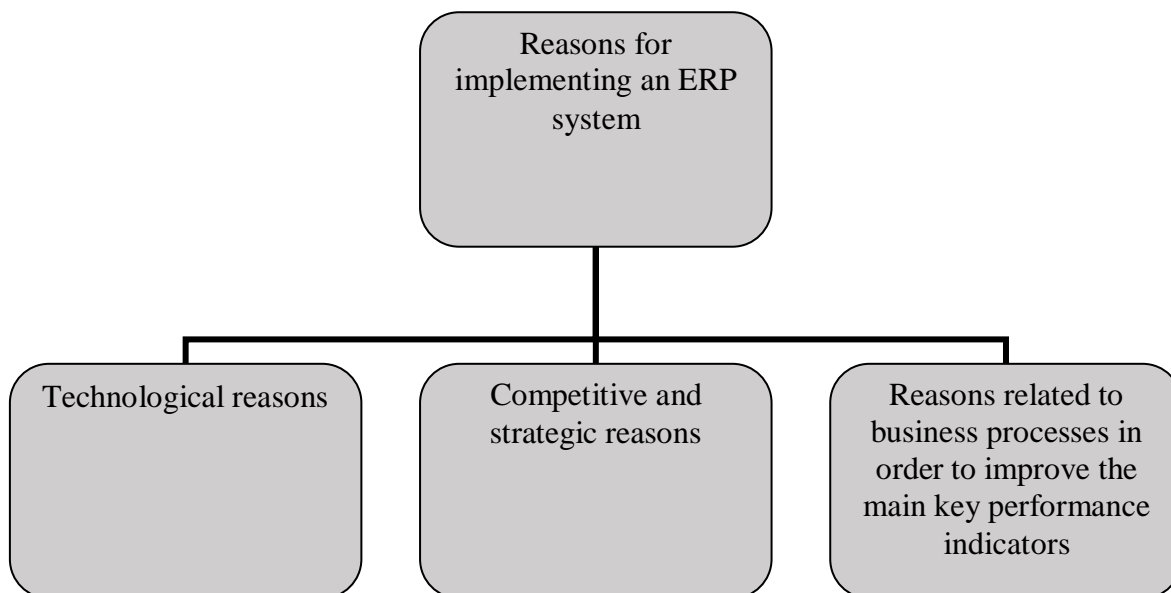 Reasons for
implementing an ERP
system
Technological reasons
Competitive and
strategic reasons
Reasons related to
business processes in
order to improve the
main key performance
indicators